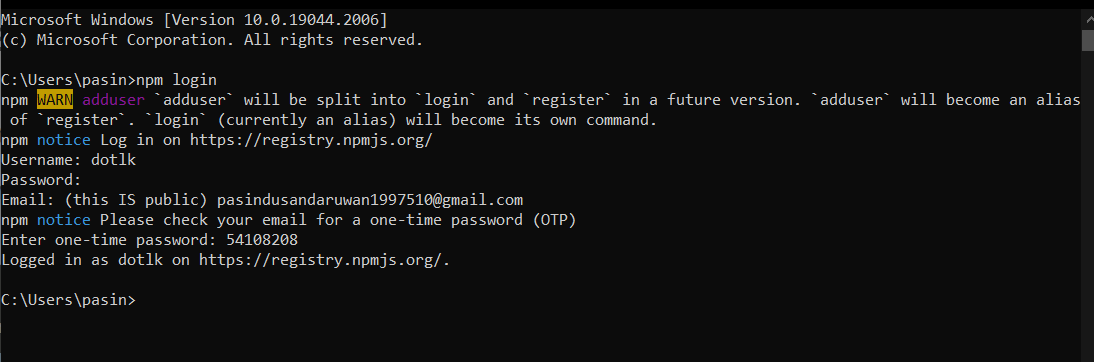 Microsoft Windows [Version 10.0.19044.2006]
(c) Microsoft Corporation. All rights reserved.
C:\Users\pasin>npm login
npm WARN adduser `adduser` will be split into `login` and `register` in a future version. `adduser` will become an alias
of `register`. `login` (currently an alias) will become its own command.
npm notice Log in on https://registry.npmjs.org/
Username: dotlk
Password:
Email: (this IS public) pasindusandaruwan1997510@gmail.com
npm notice Please check your email for a one-time password (OTP)
Enter one-time password: 54108208
Logged in as dotlk on https://registry.npmjs.org/.
C:\Users\pasin>